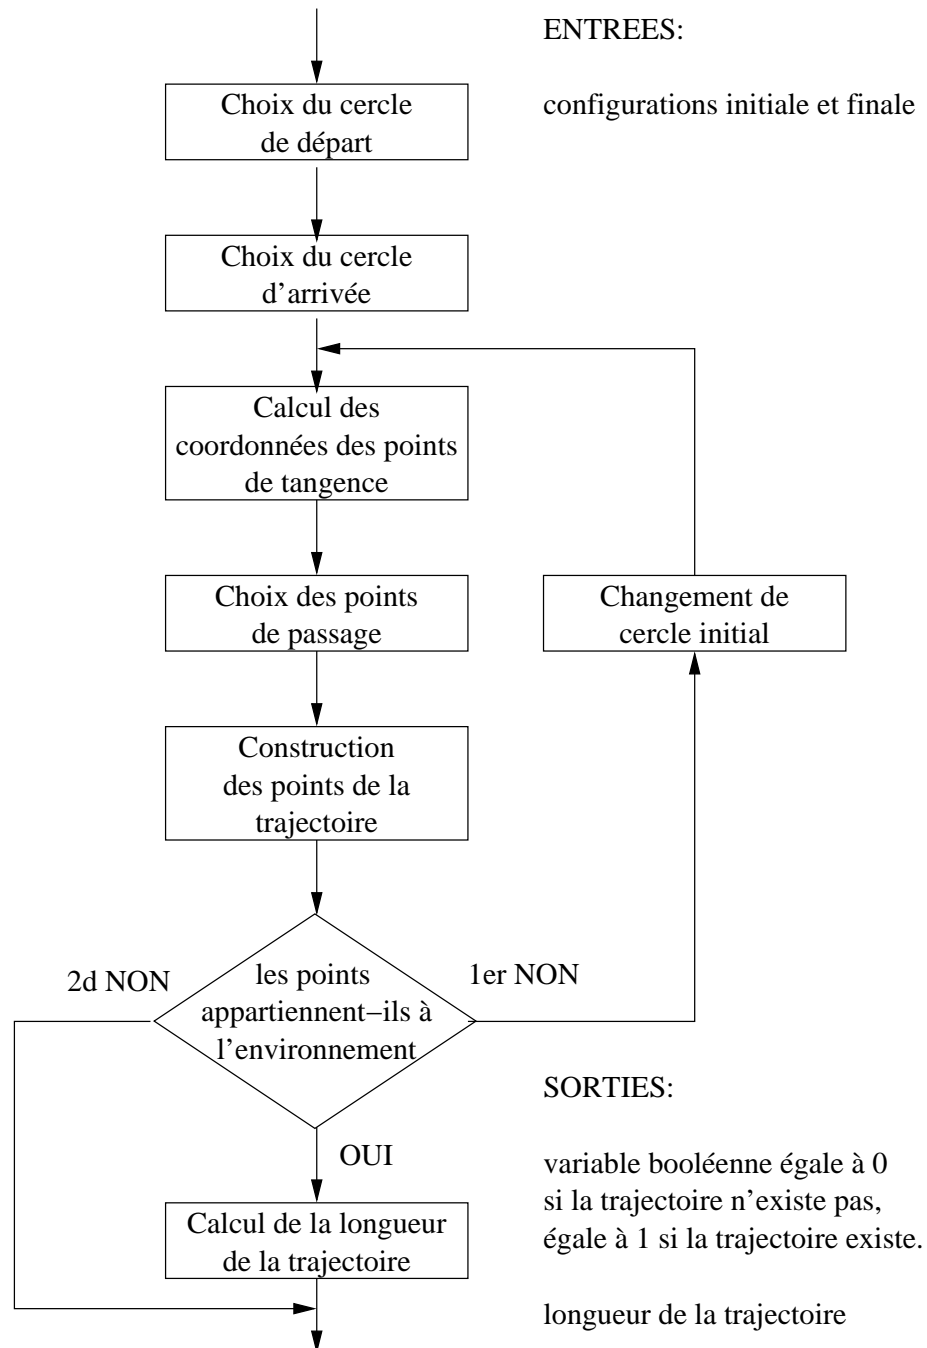 ENTREES:
configurations initiale et finale
Choix du cercle
de départ
Choix du cercle
d'arrivée
Calcul des
coordonnées des points
de tangence
Choix des points
de passage
Changement de
cercle initial
Construction
des points de la
trajectoire
2d NON
1er NON
les points
appartiennent−ils à
l'environnement
OUI
Calcul de la longueur
de la trajectoire
SORTIES:
variable booléenne égale à 0
si la trajectoire n'existe pas,
égale à 1 si la trajectoire existe.
longueur de la trajectoire